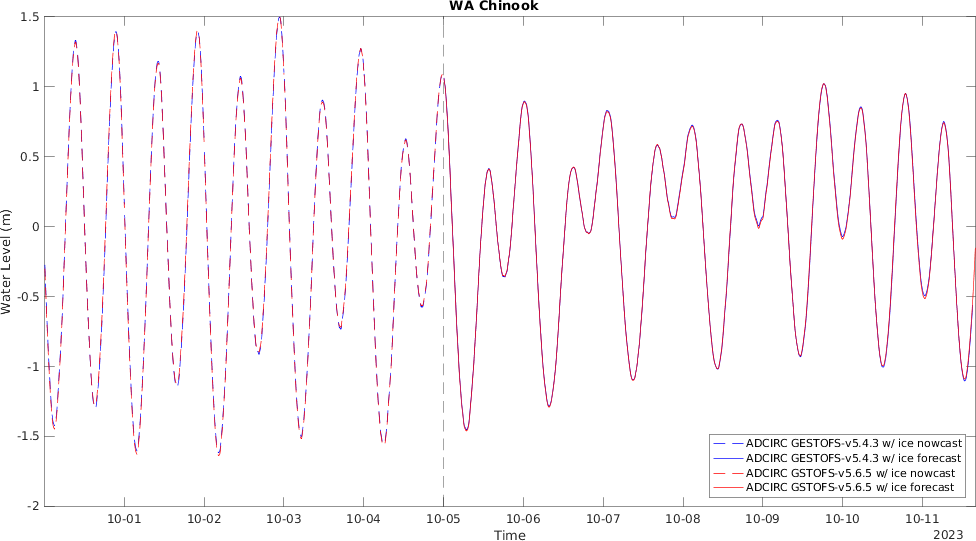 WA Chinook
1.5
1
0.5
0
-0.5
-1
-1.5
-2
Water Level (m)
10-01 10-02 10-03 10-04 10-05 10-06 10-07 10-08 10-09 10-10 10-11
Time
2023
ADCIRC GESTOFS-v5.4.3 w/ ice nowcast
ADCIRC GESTOFS-v5.4.3 w/ ice forecast
ADCIRC GSTOFS-v5.6.5 w/ ice nowcast
ADCIRC GSTOFS-v5.6.5 w/ ice forecast